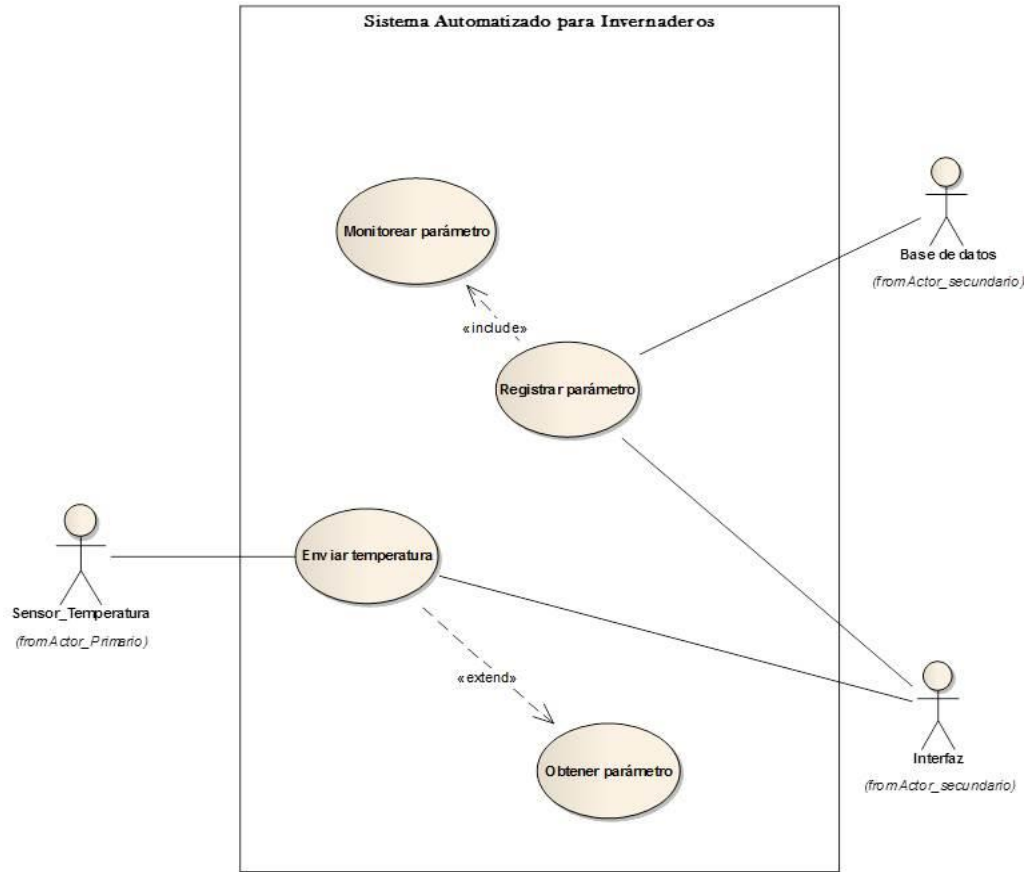 Sistema Automatizado para Invernaderos
Monitorear parámetro
Base de datos
(from Actor_secundario)
«include»
Registrar parámetro
Enviar temperatura
Sensor_Temperatura
(from Actor_Primario)
«extend»
Obtener parámetro
Interfaz
(from Actor_secundario)